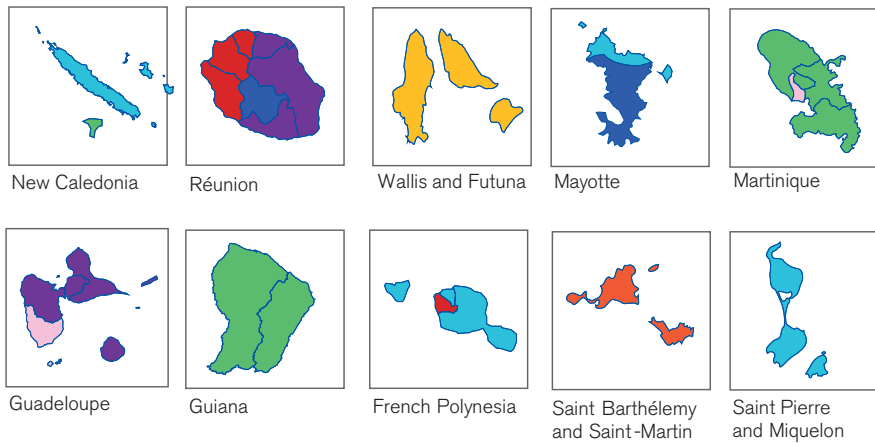 New Caledonia
Réunion
Wallis and Futuna
Mayotte
Martinique
Guadeloupe
Guiana
French Polynesia
Saint Barthélemy
and Saint-Martin
Saint Pierre
and Miquelon